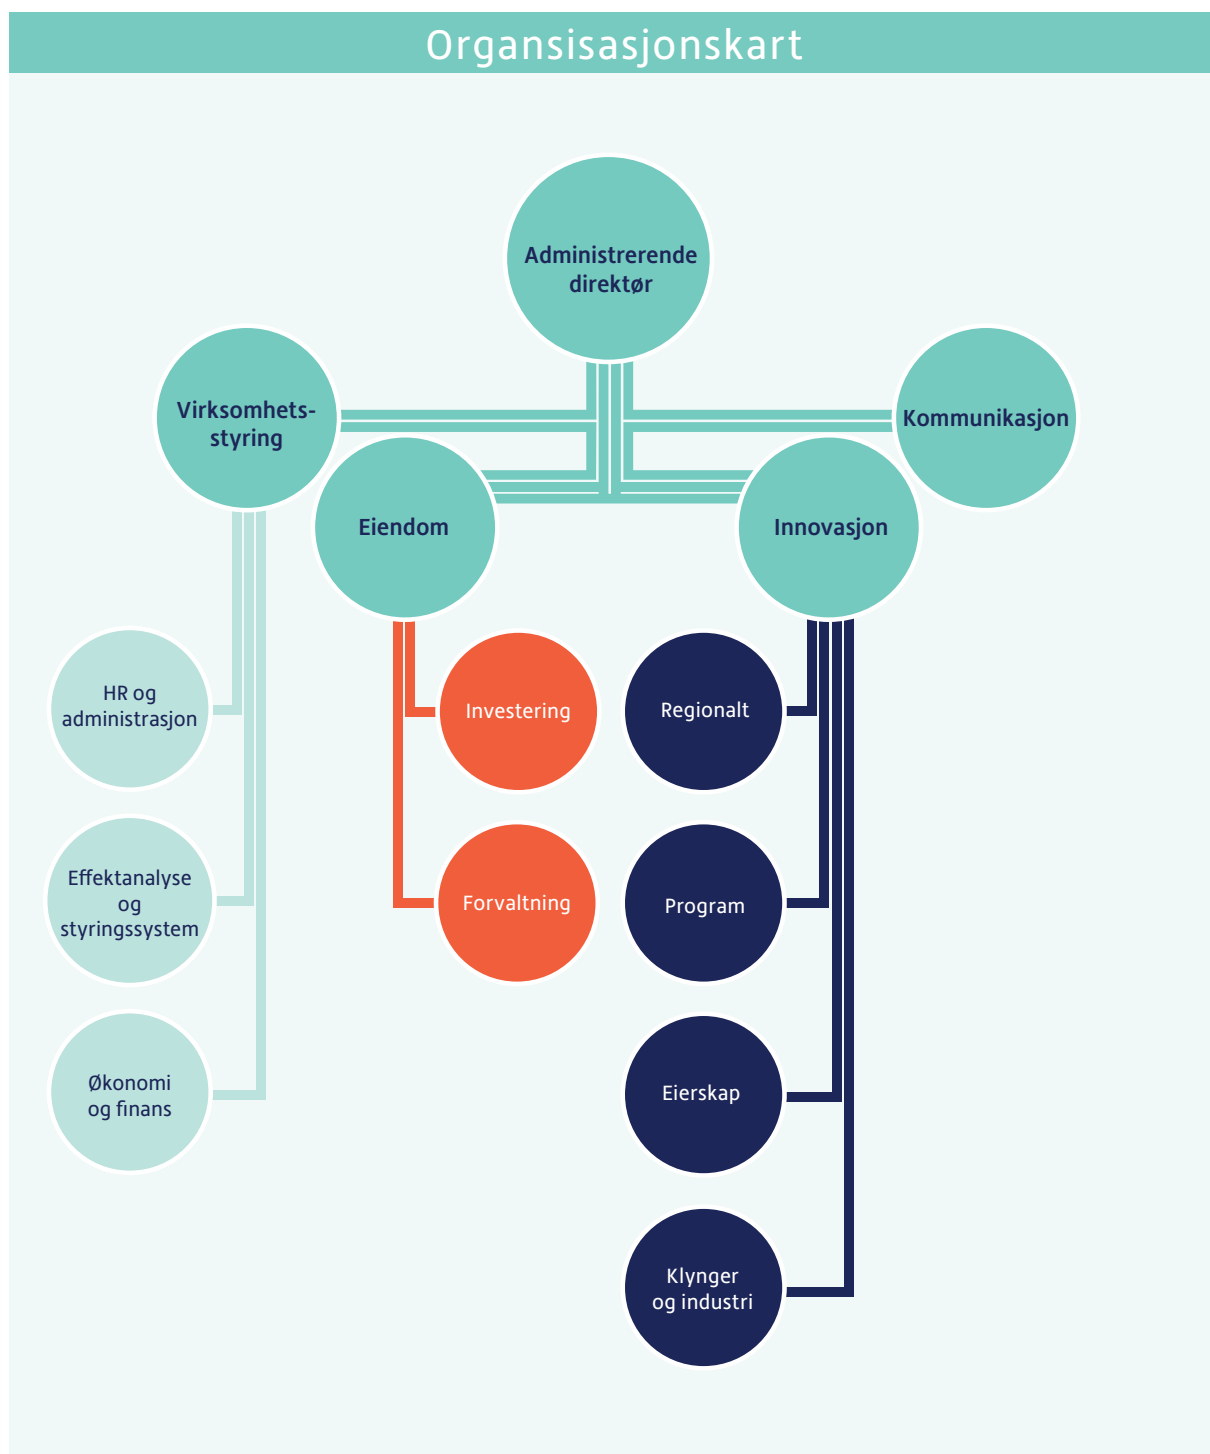 Organsisasjonskart
Administrerende
direktør
Virksomhets-
styring
Kommunikasjon
Eiendom
Innovasjon
HR og
administrasjon
Effektanalyse
og
styringssystem
Økonomi
og finans
Investering
Forvaltning
Regionalt
Program
Eierskap
Klynger
og industri